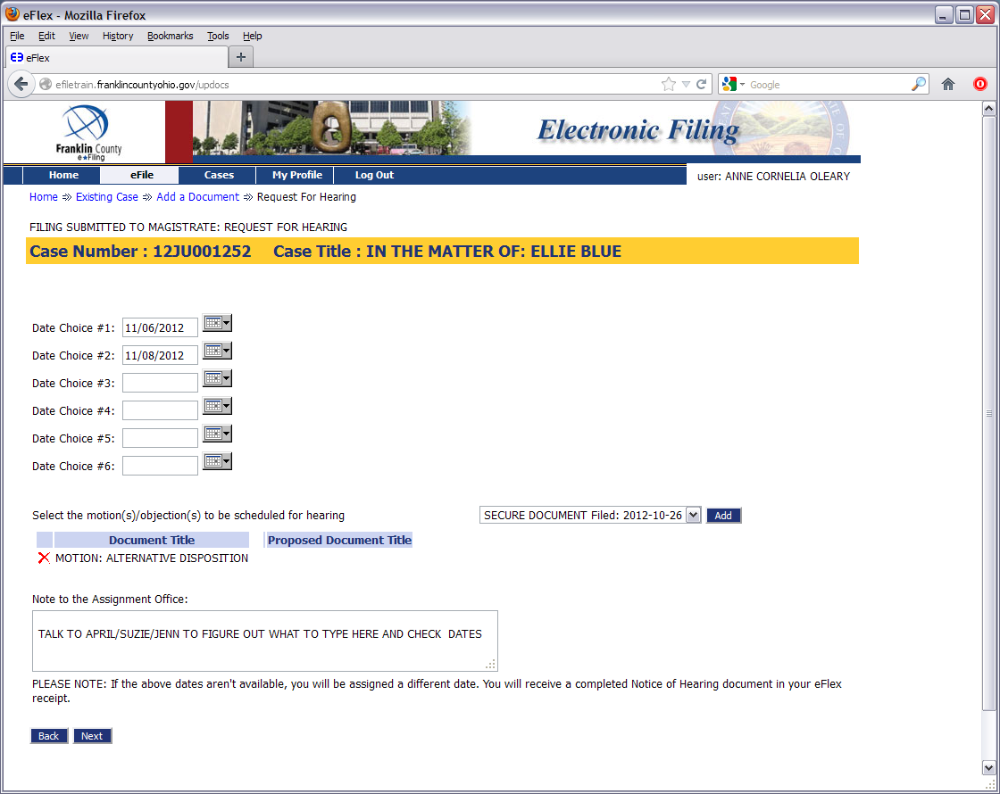 eFlex - Mozilla Firefox
File Edit View History Bookmarks Tools Help
eFlex
efiletrain.franklincountyohio.gov/updocs
Google
Franklin County
e★Filing
Electronic Filing
Home eFile Cases My Profile Log Out
user: ANNE CORNELIA OLEARY
Home ⇒ Existing Case ⇒ Add a Document ⇒ Request For Hearing
FILING SUBMITTED TO MAGISTRATE: REQUEST FOR HEARING
Case Number : 12JU001252 Case Title : IN THE MATTER OF: ELLIE BLUE
Date Choice #1: 11/06/2012
Date Choice #2: 11/08/2012
Date Choice #3:
Date Choice #4:
Date Choice #5:
Date Choice #6:
Select the motion(s)/objection(s) to be scheduled for hearing SECURE DOCUMENT Filed: 2012-10-26 Add
Document Title Proposed Document Title
MOTION: ALTERNATIVE DISPOSITION
Note to the Assignment Office:
TALK TO APRIL/SUZIE/JENN TO FIGURE OUT WHAT TO TYPE HERE AND CHECK DATES
PLEASE NOTE: If the above dates aren't available, you will be assigned a different date. You will receive a completed Notice of Hearing document in your eFlex
receipt.
Back Next